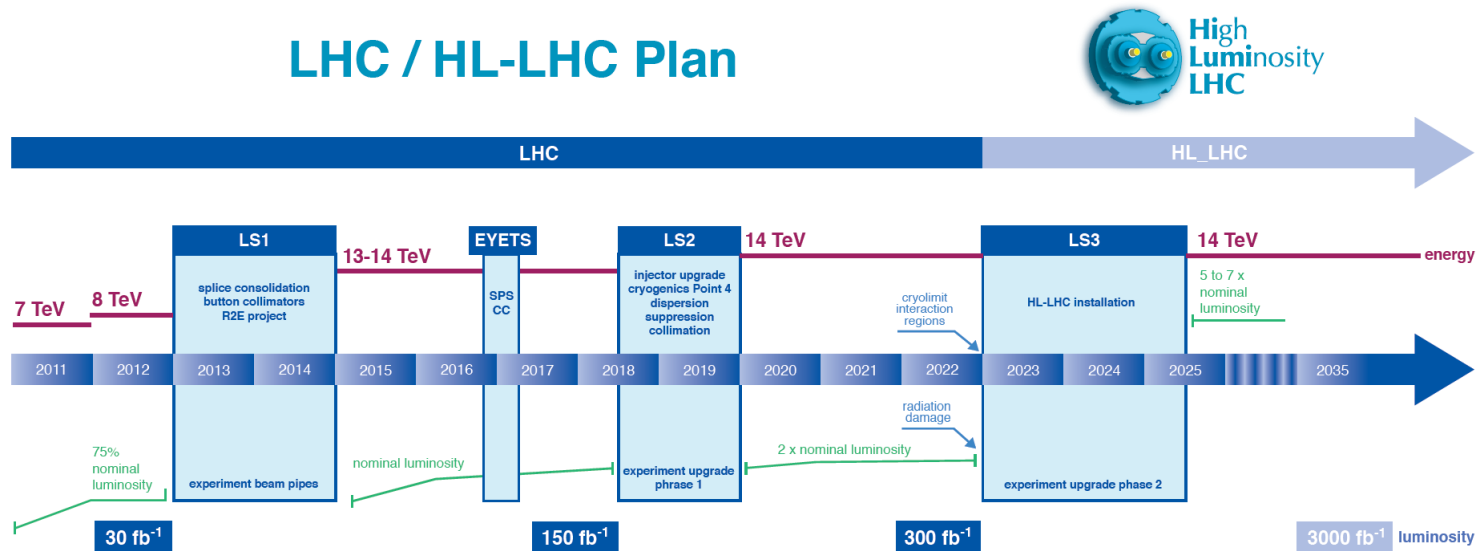 LHC / HL-LHC Plan
High
Luminosity
LHC
LHC
HL_LHC
LS1
EYETS
LS2
14 TeV
LS3
14 TeV
13-14 TeV
energy
7 TeV
8 TeV
splice consolidation
button collimators
R2E project
SPS
CC
injector upgrade
cryogenics Point 4
dispersion
suppression
collimation
cryolimit
interaction
regions
HL-LHC installation
5 to 7 x
nominal
luminosity
2011
2012
2013
2014
2015
2016
2017
2018
2019
2020
2021
2022
2023
2024
2025
2035
75%
nominal
luminosity
experiment beam pipes
nominal luminosity
experiment upgrade
phrase 1
2 x nominal luminosity
radiation
damage
experiment upgrade phase 2
30 fb⁻¹
150 fb⁻¹
300 fb⁻¹
3000 fb⁻¹
luminosity